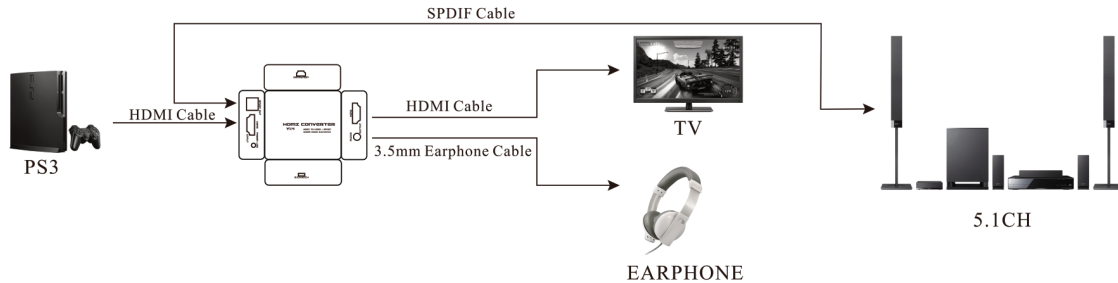 SPDIF Cable
HDMI Cable
PS3
HDMI CONVERTER
HDMI Cable
3.5mm Earphone Cable
TV
EARPHONE
5.1CH